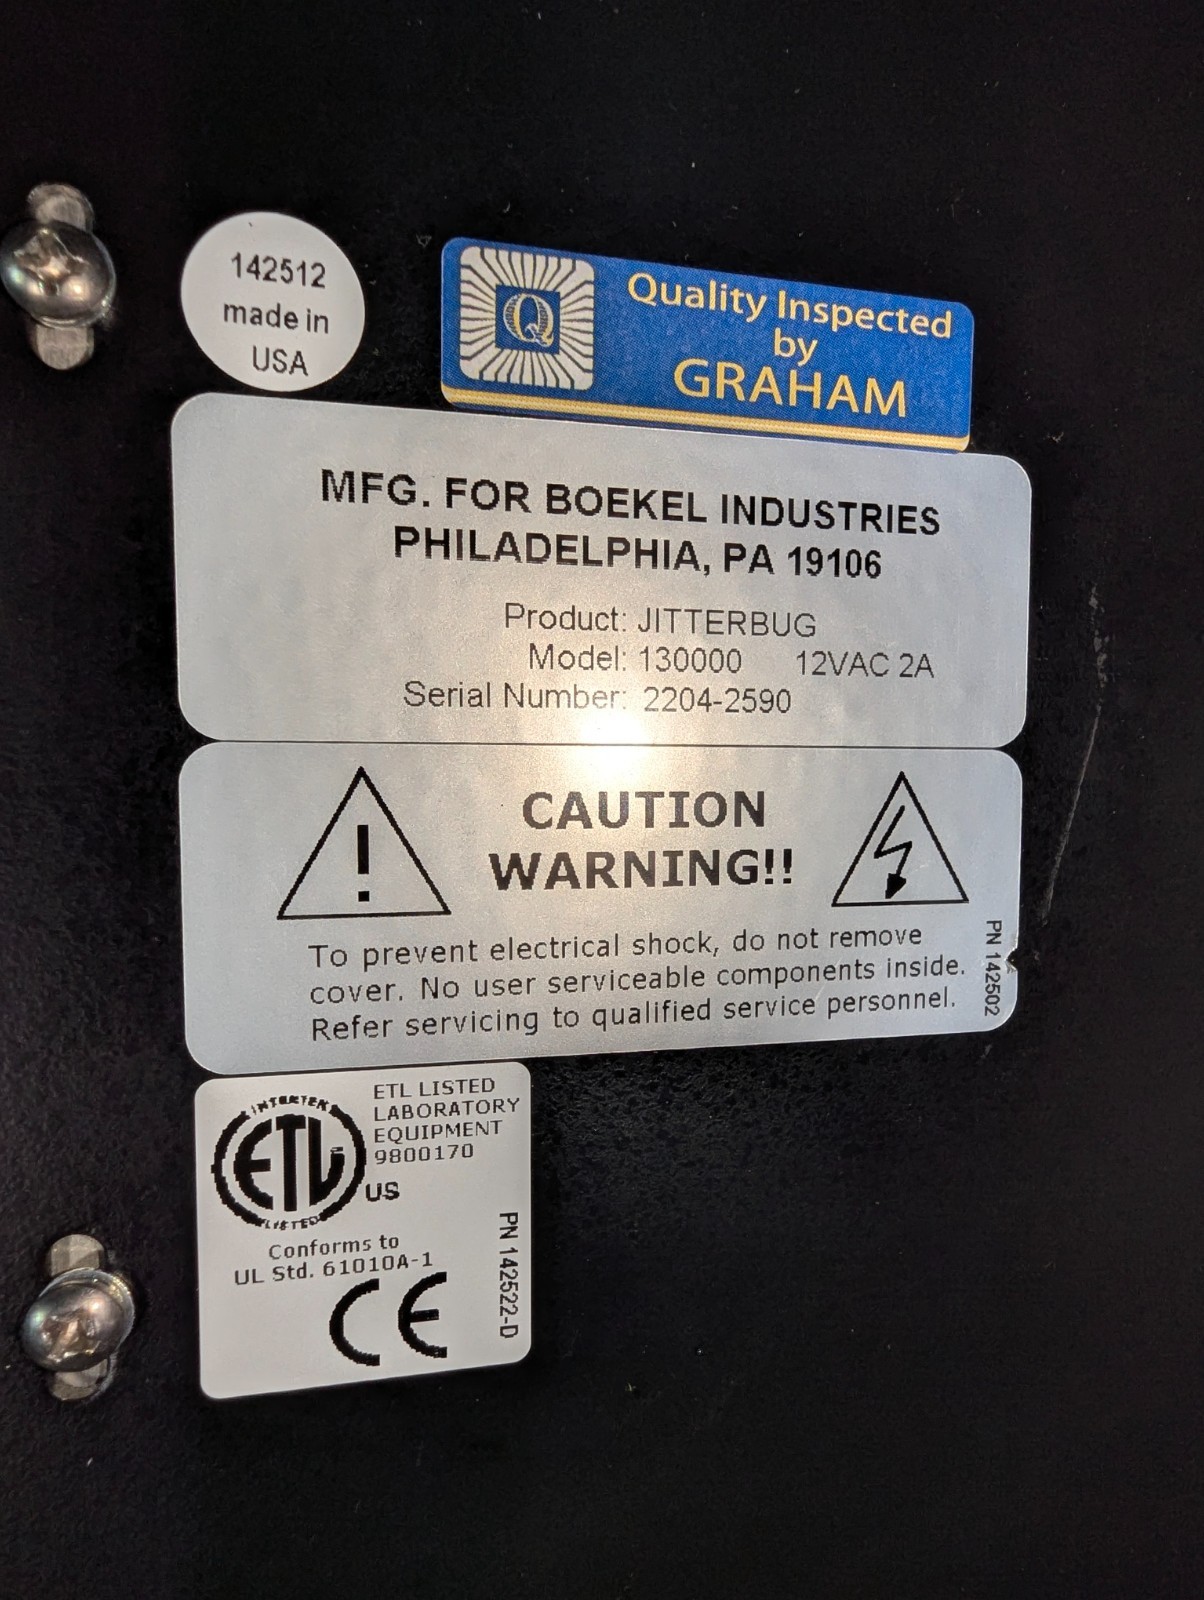 142512
made in
USA
Q
Quality Inspected
by
GRAHAM
MFG. FOR BOEKEL INDUSTRIES
PHILADELPHIA, PA 19106
Product: JITTERBUG
Model: 130000 12VAC 2A
Serial Number: 2204-2590
!
CAUTION
WARNING!!
To prevent electrical shock, do not remove
cover. No user serviceable components inside.
Refer servicing to qualified service personnel.
PN 142502
INTERTEK
ETL
LISTED
US
ETL LISTED
LABORATORY
EQUIPMENT
9800170
Conforms to
UL Std. 61010A-1
CE
PN 142522-D